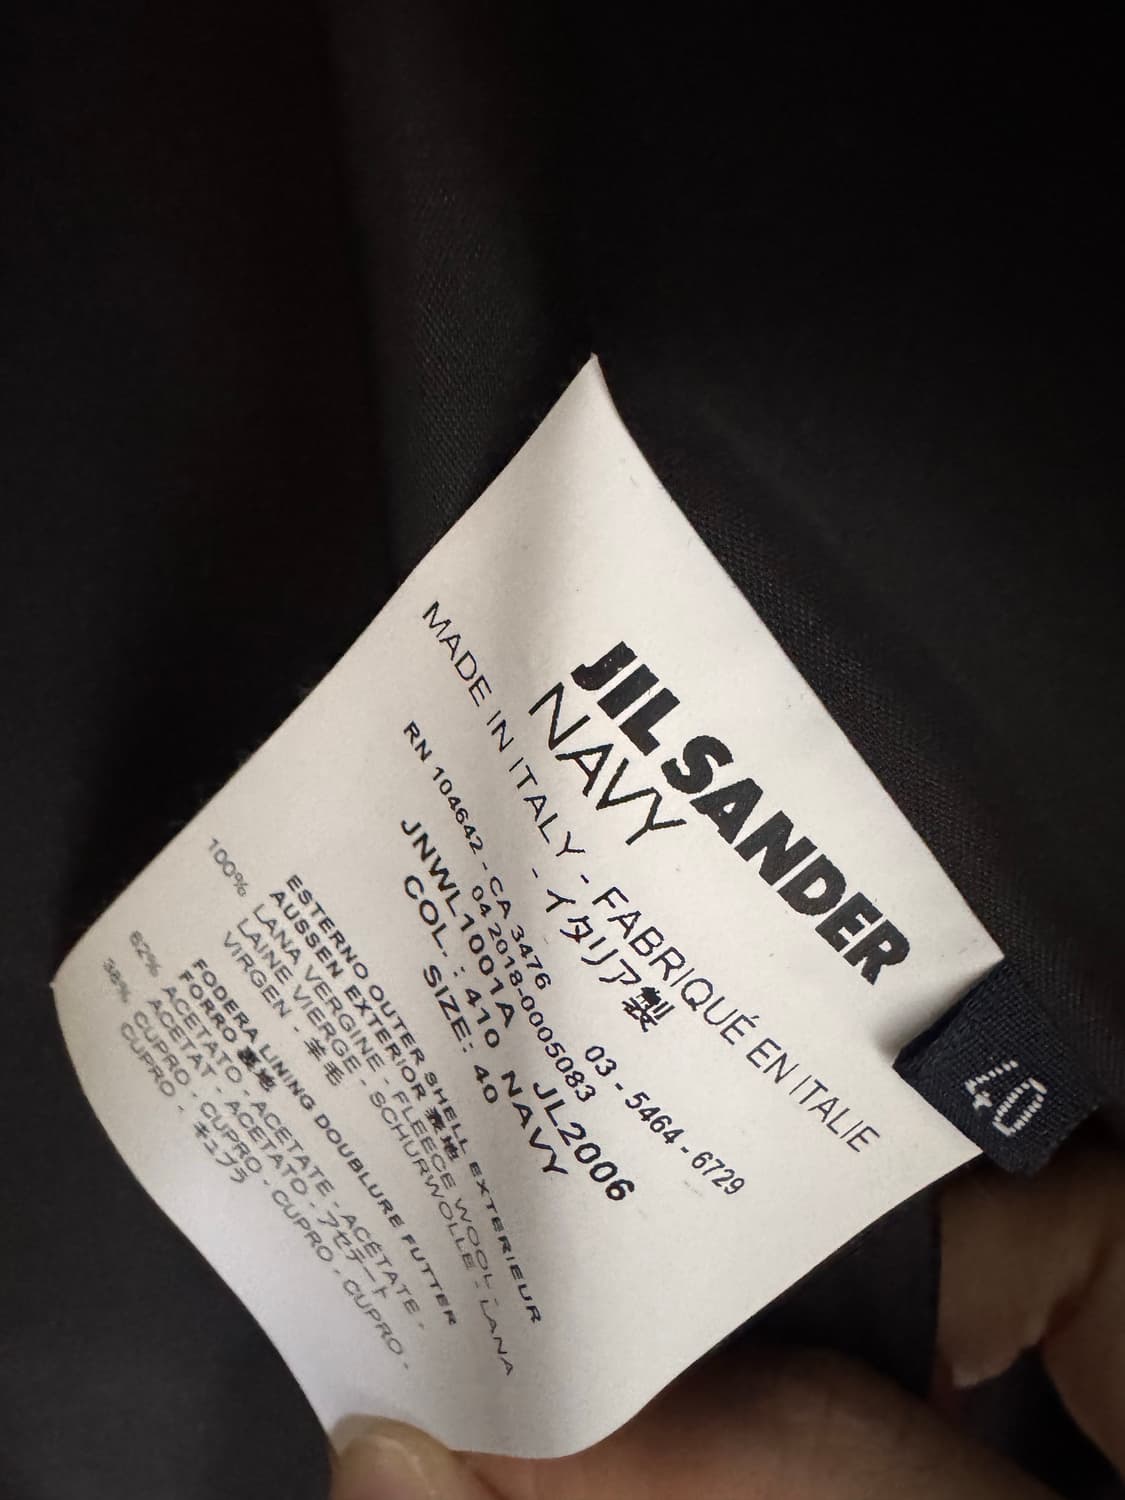 JIL SANDER
NAVY
MADE IN ITALY - FABRIQUÉ EN ITALIE
- イタリア製
RN 104642 - CA 3476 03 - 5464 - 6729
04 2018-0005083
JNWL1001A JL2006
COL. : 410 NAVY
SIZE: 40
ESTERNO OUTER SHELL EXTERIEUR
AUSSEN EXTERIOR 表地
100% LANA VERGINE - FLEECE WOOL -
LAINE VIERGE - SCHURWOLLE - LANA
VIRGEN - 羊毛
FODERA LINING DOUBLURE FUTTER
FORRO 裏地
62% ACETATO - ACETATE - ACÉTATE -
ACETAT - ACETATO - アセテート
38% CUPRO - CUPRO - CUPRO - CUPRO -
CUPRO - キュプラ
40